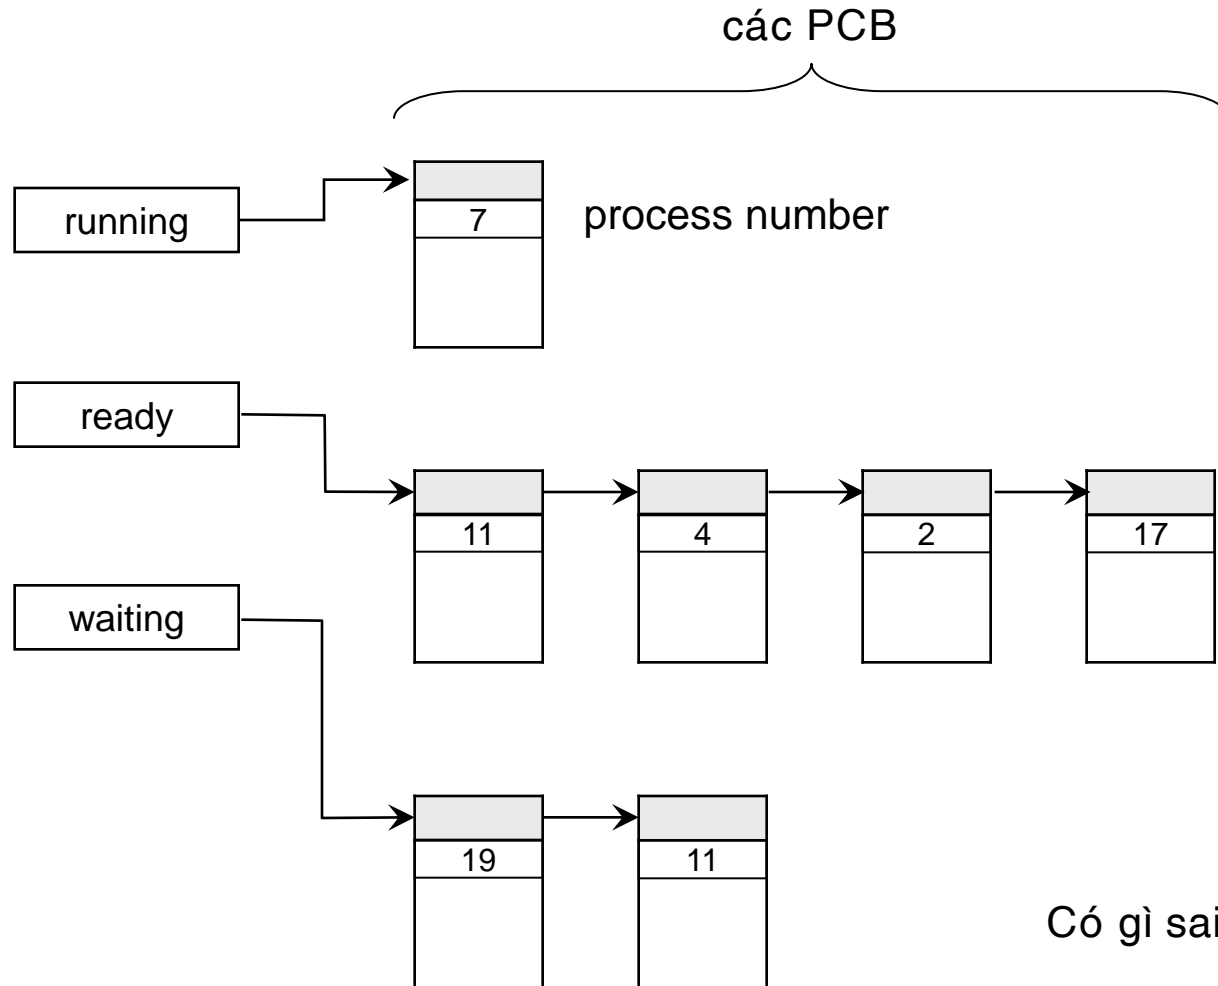 các PCB
running
7
process number
ready
11 4 2 17
waiting
19 11
Có gì sai